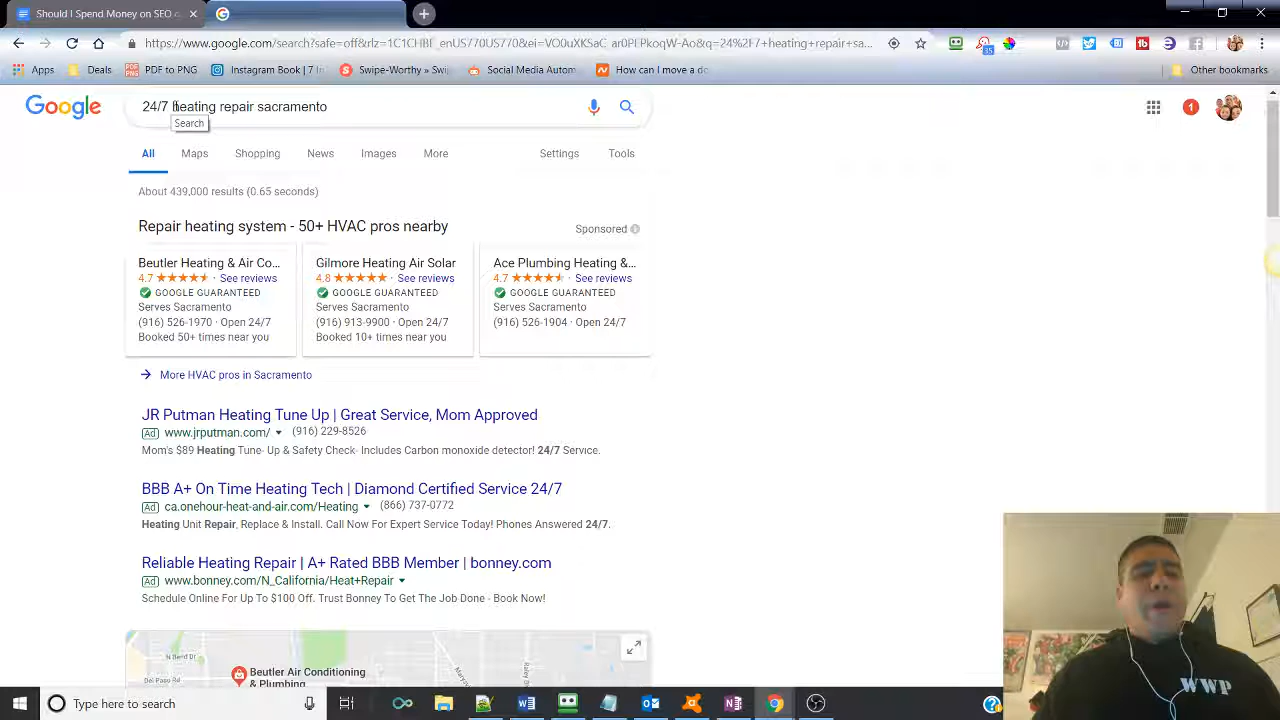 Should I Spend Money on SEO
https://www.google.com/search?safe=off&rlz=1C1CHBF_enUS770US770&ei=VO0uXKSaC_ar0PEPkoqW-Ao&q=24%2F7+heating+repair+sa...
Apps Deals PDF to PNG Instagram Book | 7 In Swipe-Worthy » Swip Social Media Autom How can I move a do Other bookmarks
Google
24/7 heating repair sacramento
1
Search
All Maps Shopping News Images More Settings Tools
About 439,000 results (0.65 seconds)
Repair heating system - 50+ HVAC pros nearby
Sponsored
Beutler Heating & Air Co... Gilmore Heating Air Solar Ace Plumbing Heating &...
4.7 · See reviews 4.8 · See reviews 4.7 · See reviews
GOOGLE GUARANTEED GOOGLE GUARANTEED GOOGLE GUARANTEED
Serves Sacramento Serves Sacramento Serves Sacramento
(916) 526-1970 · Open 24/7 (916) 913-9900 · Open 24/7 (916) 526-1904 · Open 24/7
Booked 50+ times near you Booked 10+ times near you
More HVAC pros in Sacramento
JR Putman Heating Tune Up | Great Service, Mom Approved
Ad www.jrputman.com/ (916) 229-8526
Mom's $89 Heating Tune- Up & Safety Check- Includes Carbon monoxide detector! 24/7 Service.
BBB A+ On Time Heating Tech | Diamond Certified Service 24/7
Ad ca.onehour-heat-and-air.com/Heating (866) 737-0772
Heating Unit Repair, Replace & Install. Call Now For Expert Service Today! Phones Answered 24/7.
Reliable Heating Repair | A+ Rated BBB Member | bonney.com
Ad www.bonney.com/N_California/Heat+Repair
Schedule Online For Up To $100 Off. Trust Bonney To Get The Job Done - Book Now!
N Bend Dr
Del Paso Rd
Beutler Air Conditioning
& Plumbing
WWP
Type here to search